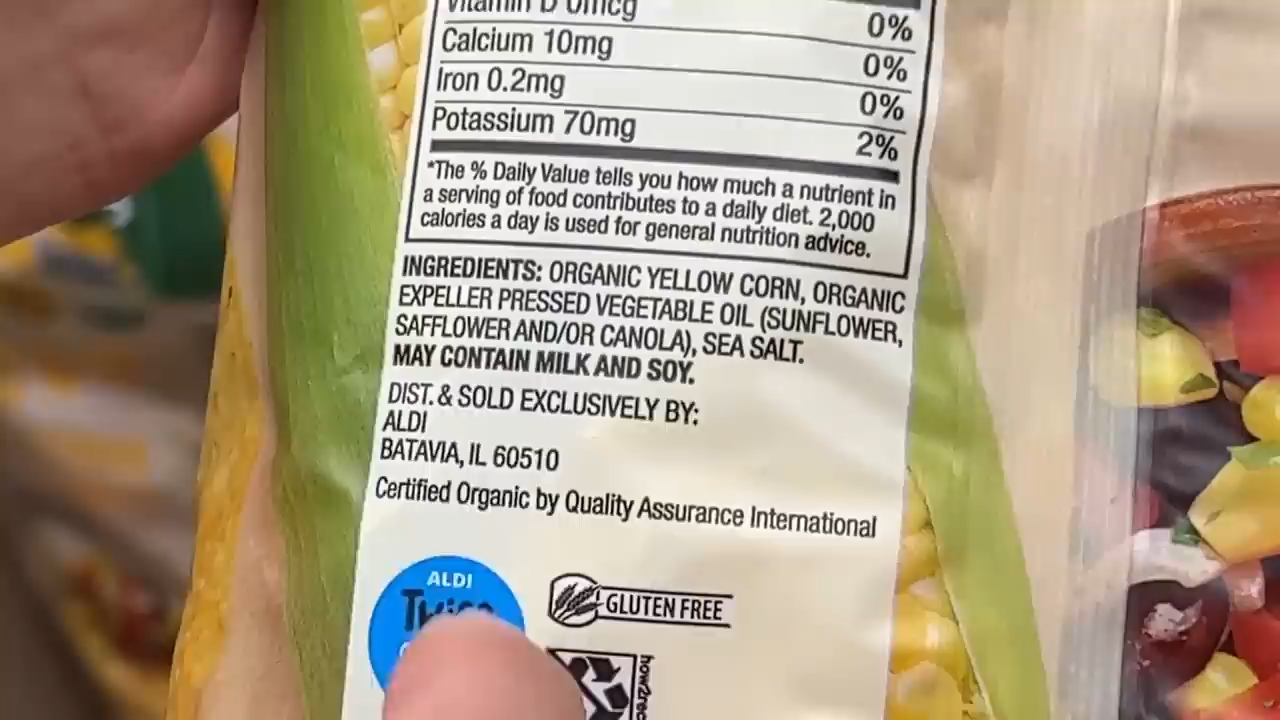 Vitamin D 0mcg 0%
Calcium 10mg 0%
Iron 0.2mg 0%
Potassium 70mg 2%
*The % Daily Value tells you how much a nutrient in
a serving of food contributes to a daily diet. 2,000
calories a day is used for general nutrition advice.
INGREDIENTS: ORGANIC YELLOW CORN, ORGANIC
EXPELLER PRESSED VEGETABLE OIL (SUNFLOWER,
SAFFLOWER AND/OR CANOLA), SEA SALT.
MAY CONTAIN MILK AND SOY.
DIST. & SOLD EXCLUSIVELY BY:
ALDI
BATAVIA, IL 60510
Certified Organic by Quality Assurance International
ALDI
Twice
GLUTEN FREE
how2rec